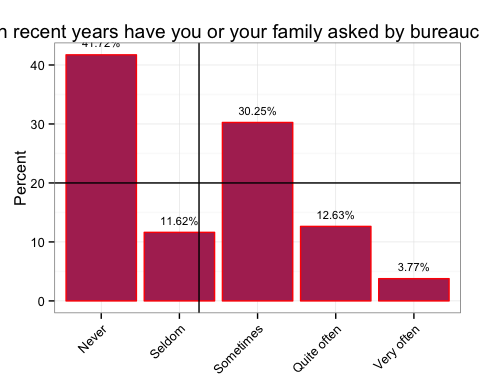 n recent years have you or your family asked by bureauc
41.72%
30.25%
12.63%
11.62%
3.77%
Percent
40
30
20
10
0
Never
Seldom
Sometimes
Quite often
Very often